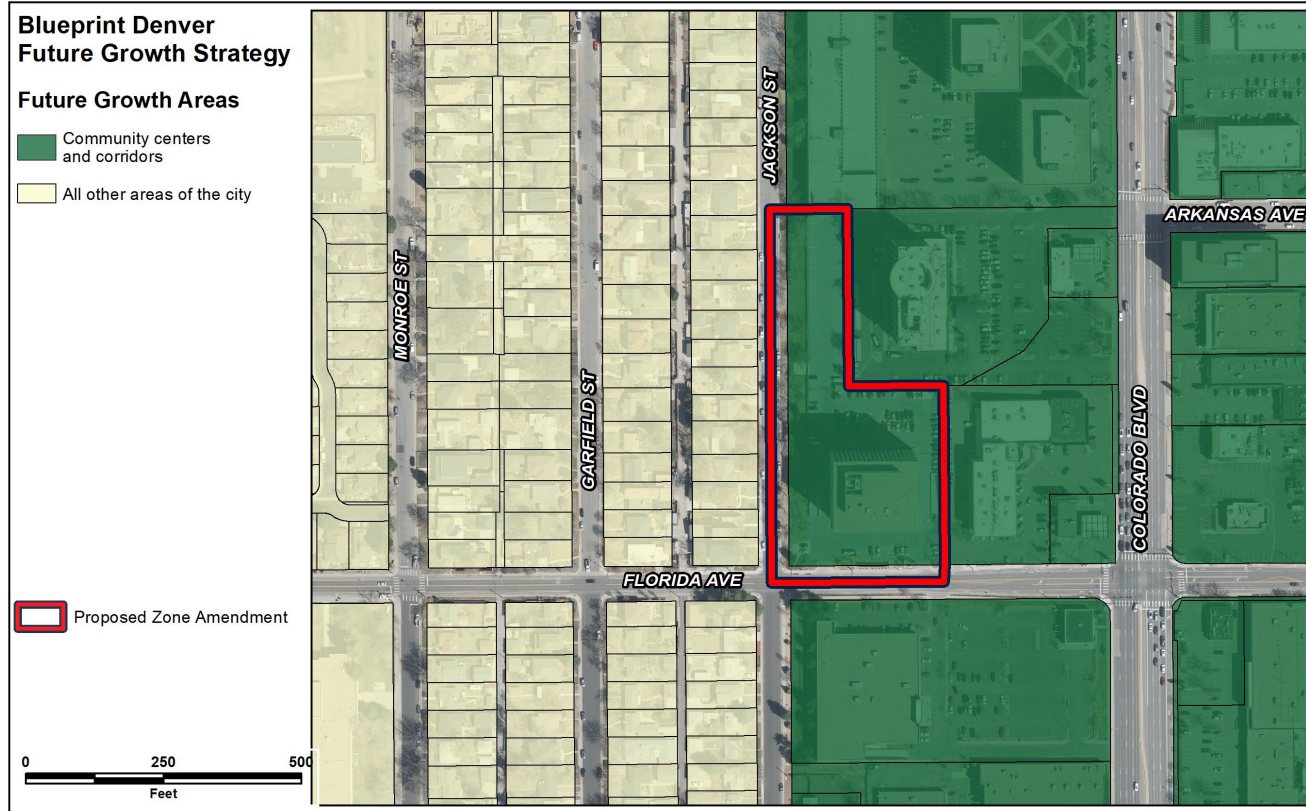 Blueprint Denver
Future Growth Strategy
Future Growth Areas
Community centers
and corridors
All other areas of the city
Proposed Zone Amendment
0 250 500
Feet
MONROE ST
GARFIELD ST
JACKSON ST
ARKANSAS AVE
COLORADO BLVD
FLORIDA AVE